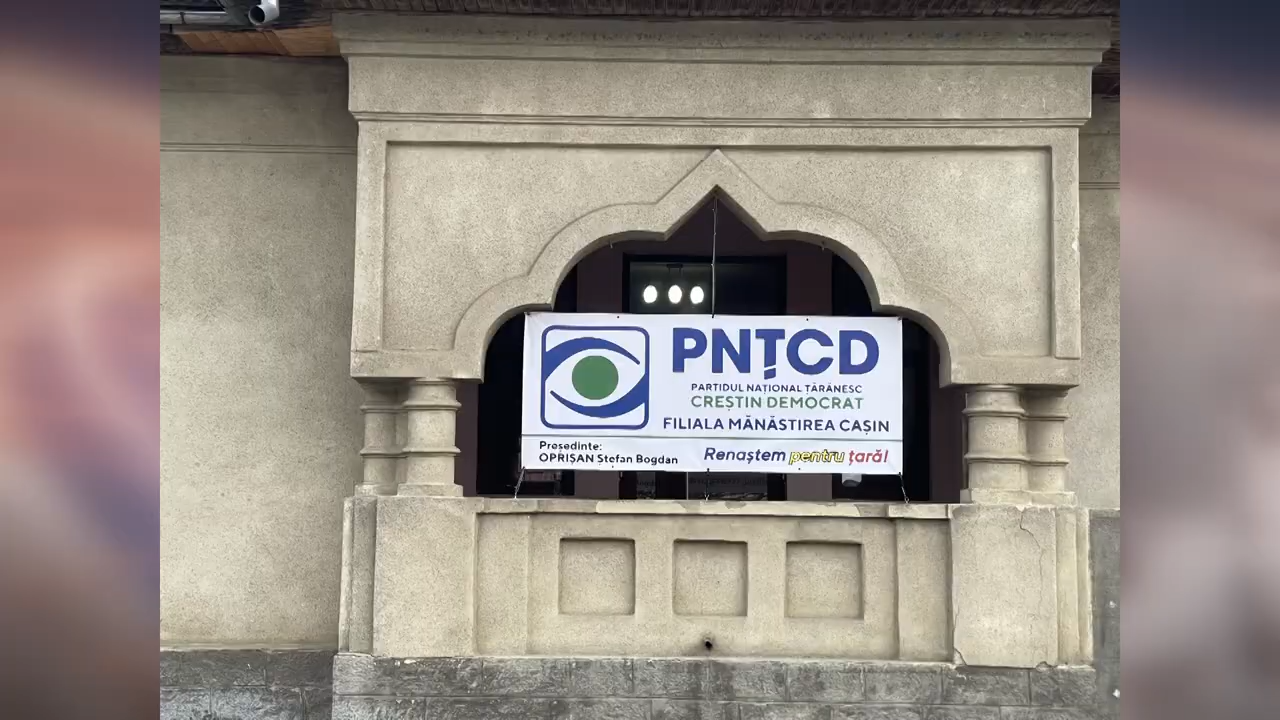 PNȚCD
PARTIDUL NAȚIONAL ȚĂRĂNESC
CREȘTIN DEMOCRAT
FILIALA MĂNĂSTIREA CAȘIN
Președinte:
OPRIȘAN Ștefan Bogdan
Renaștem pentru țară!